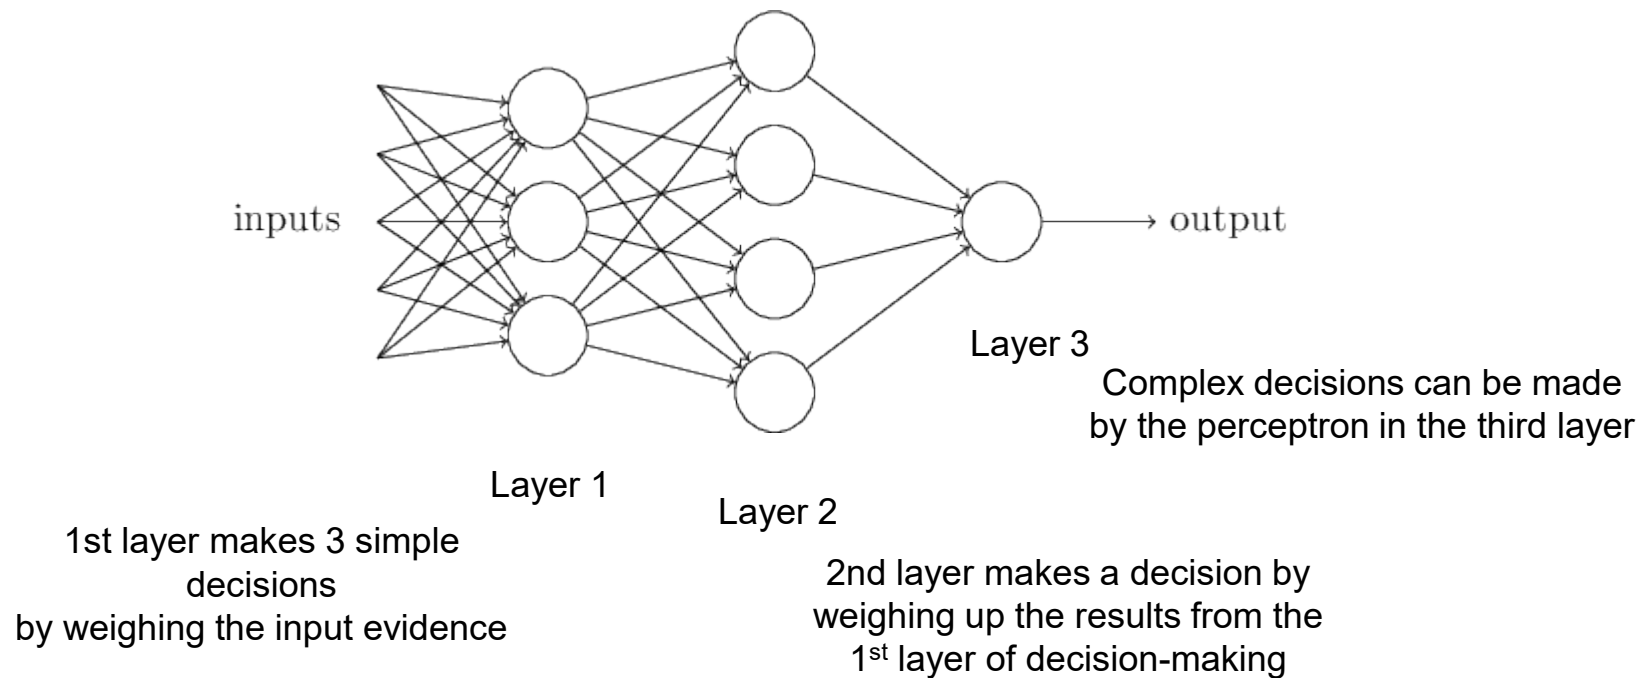 inputs
output
Layer 3
Complex decisions can be made
by the perceptron in the third layer
Layer 1
Layer 2
1st layer makes 3 simple
decisions
by weighing the input evidence
2nd layer makes a decision by
weighing up the results from the
1st layer of decision-making